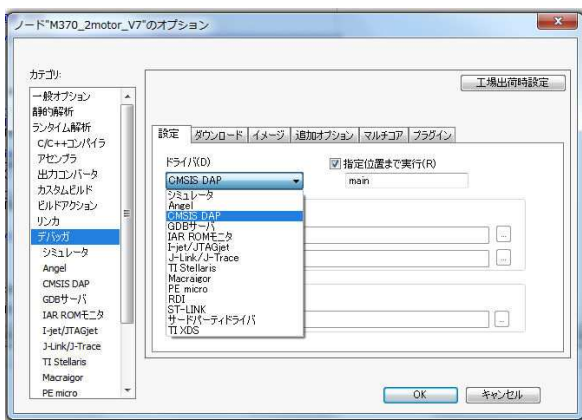 ノード"M370_2motor_V7"のオプション
カテゴリ:
一般オプション
静的解析
ランタイム解析
C/C++コンパイラ
アセンブラ
出力コンバータ
カスタムビルド
ビルドアクション
リンカ
デバッガ
シミュレータ
Angel
CMSIS DAP
GDBサーバ
IAR ROMモニタ
I-jet/JTAGjet
J-Link/J-Trace
TI Stellaris
Macraigor
PE micro
工場出荷時設定
設定 ダウンロード イメージ 追加オプション マルチコア プラグイン
ドライバ(D)
指定位置まで実行(R)
CMSIS DAP
main
シミュレータ
Angel
CMSIS DAP
GDBサーバ
IAR ROMモニタ
I-jet/JTAGjet
J-Link/J-Trace
TI Stellaris
Macraigor
PE micro
RDI
ST-LINK
サードパーティドライバ
TI XDS
...
...
...
OK キャンセル